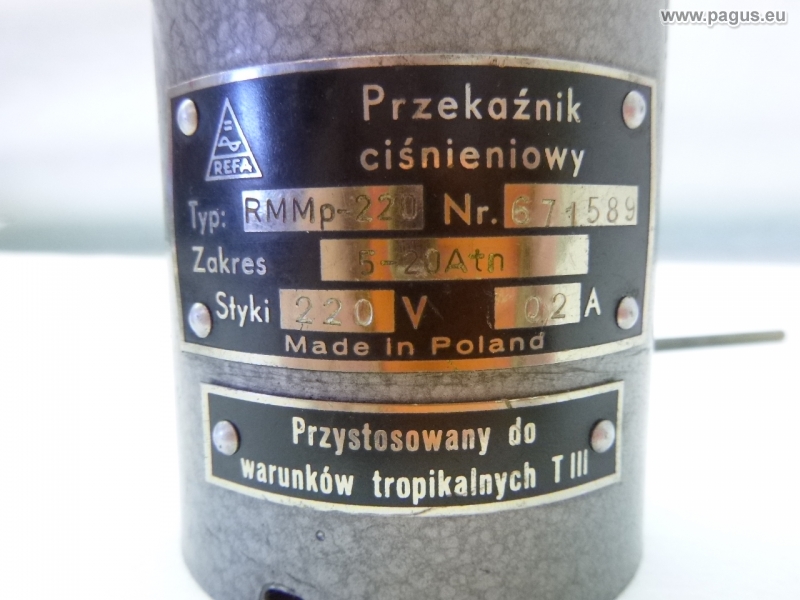 www.pagus.eu
Przekaźnik
ciśnieniowy
REFA
Typ: RMMp-220 Nr. 671589
Zakres 5-20Atn
Styki 220 V 0.2 A
Made in Poland
Przystosowany do
warunków tropikalnych T III